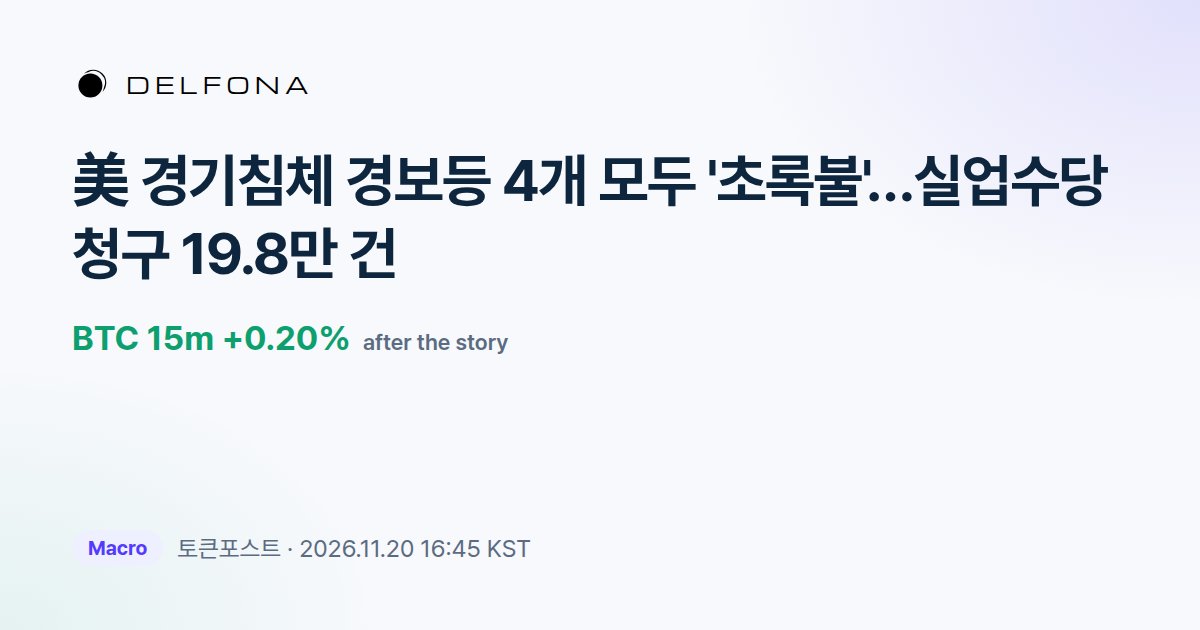 DELFONA
美 경기침체 경보등 4개 모두 '초록불'...실업수당
청구 19.8만 건
BTC 15m +0.20% after the story
Macro 토큰포스트 · 2026.11.20 16:45 KST